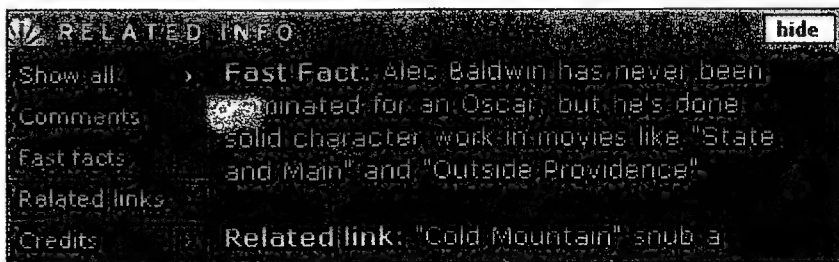 RELATED INFO
hide
Show all ›
Comments
Fast facts
Related links
Credits
Fast Fact: Alec Baldwin has never been
nominated for an Oscar, but he's done
solid character work in movies like "State
and Main" and "Outside Providence"
Related link: "Cold Mountain" snub a